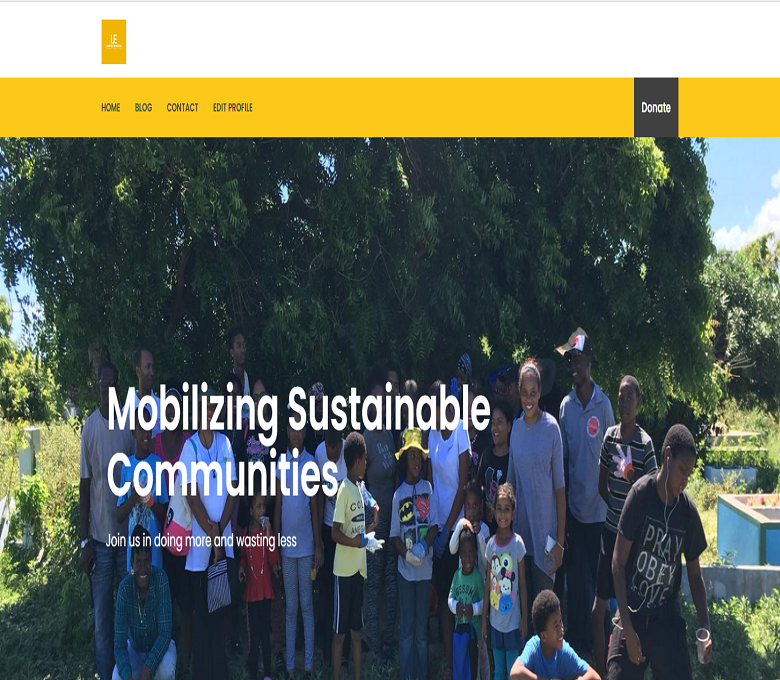 LE
HOME BLOG CONTACT EDIT PROFILE Donate
Mobilizing Sustainable
Communities
Join us in doing more and wasting less
PRAY
OBEY